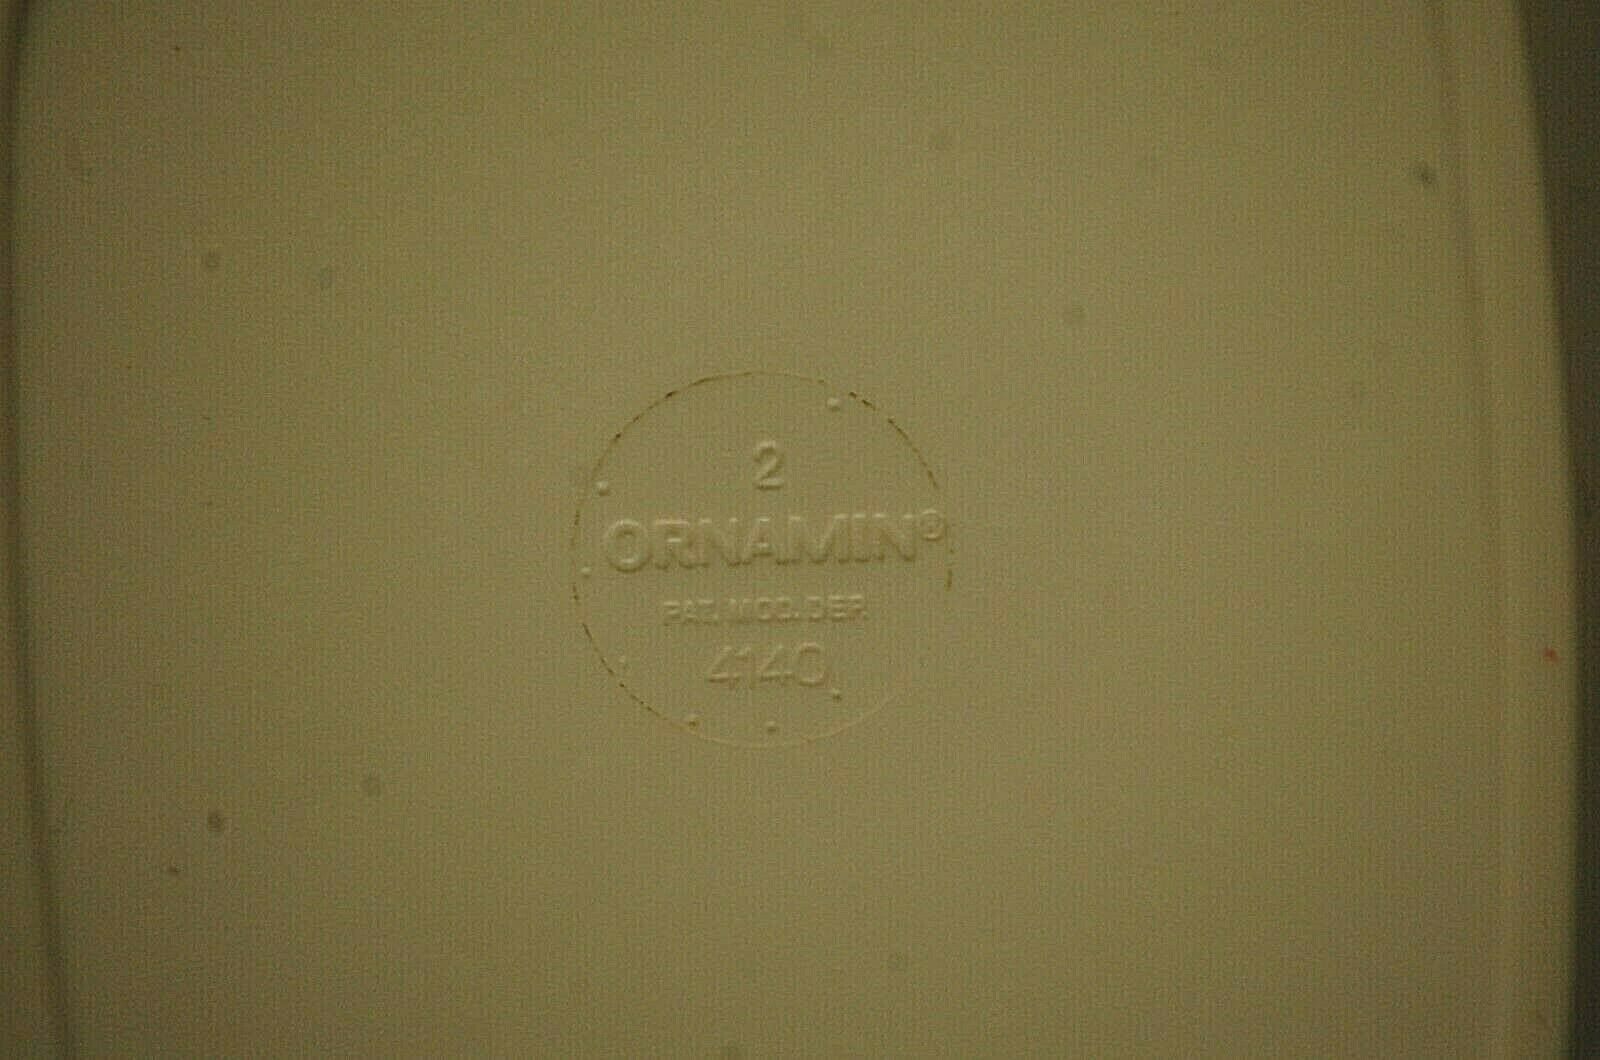 2
ORNAMIN®
PAT. MOD. DEP.
4140